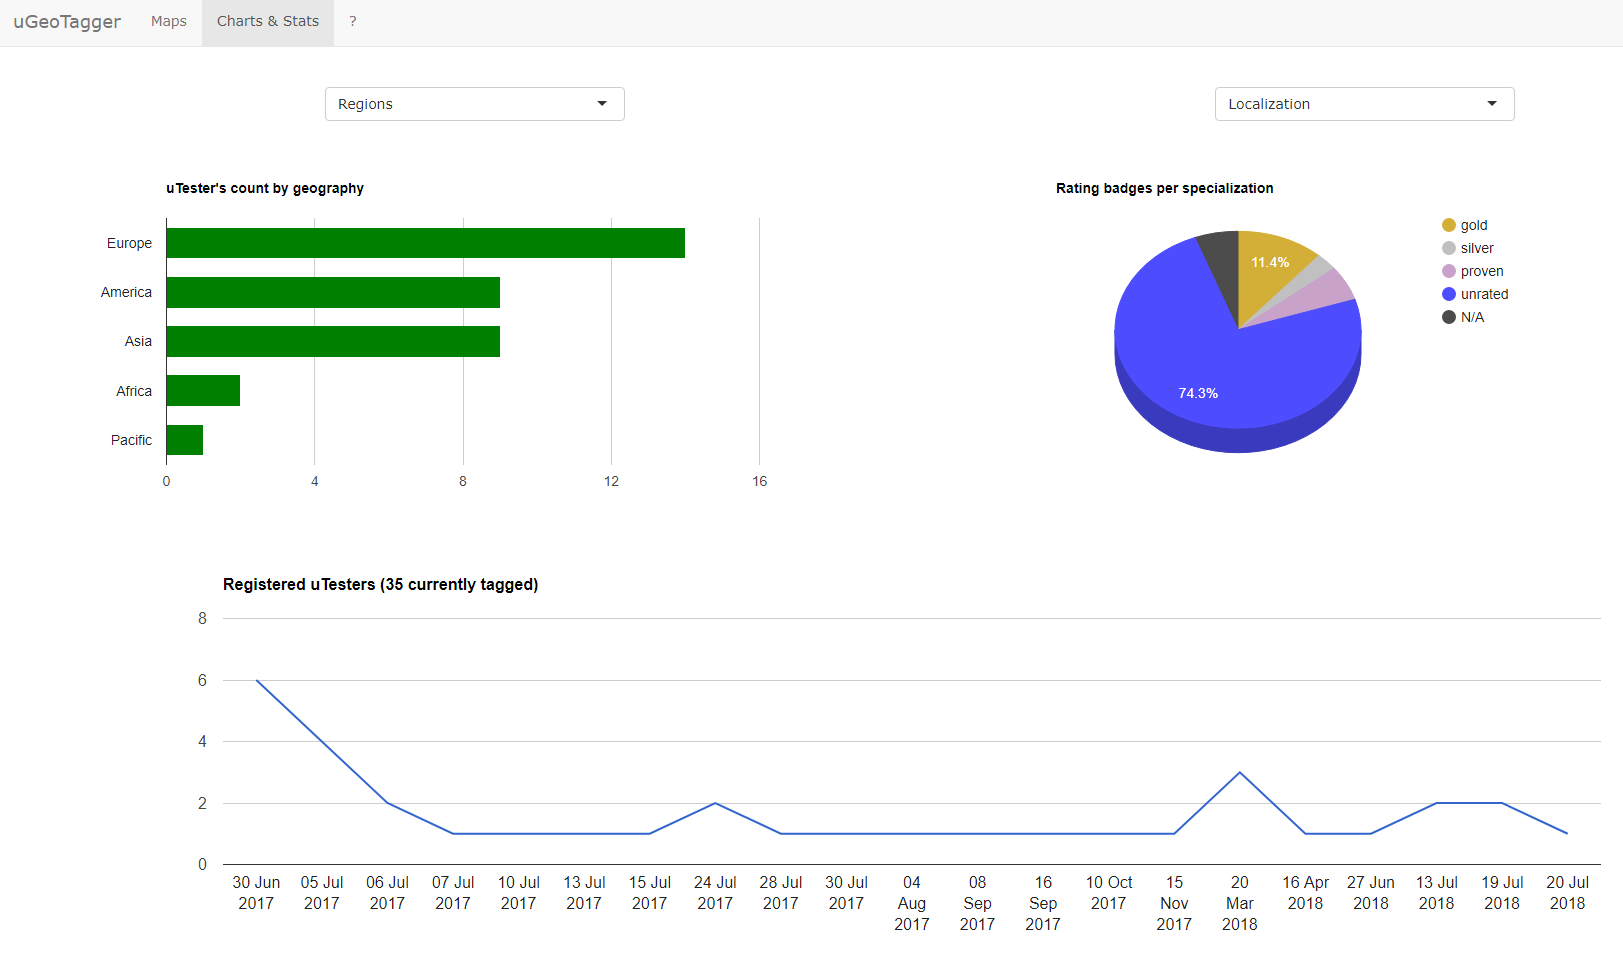 uGeoTagger Maps Charts & Stats ?
Regions
Localization
uTester's count by geography
Europe
America
Asia
Africa
Pacific
0 4 8 12 16
Rating badges per specialization
11.4%
74.3%
gold
silver
proven
unrated
N/A
Registered uTesters (35 currently tagged)
8
6
4
2
0
30 Jun 2017
05 Jul 2017
06 Jul 2017
07 Jul 2017
10 Jul 2017
13 Jul 2017
15 Jul 2017
24 Jul 2017
28 Jul 2017
30 Jul 2017
04 Aug 2017
08 Sep 2017
16 Sep 2017
10 Oct 2017
15 Nov 2017
20 Mar 2018
16 Apr 2018
27 Jun 2018
13 Jul 2018
19 Jul 2018
20 Jul 2018